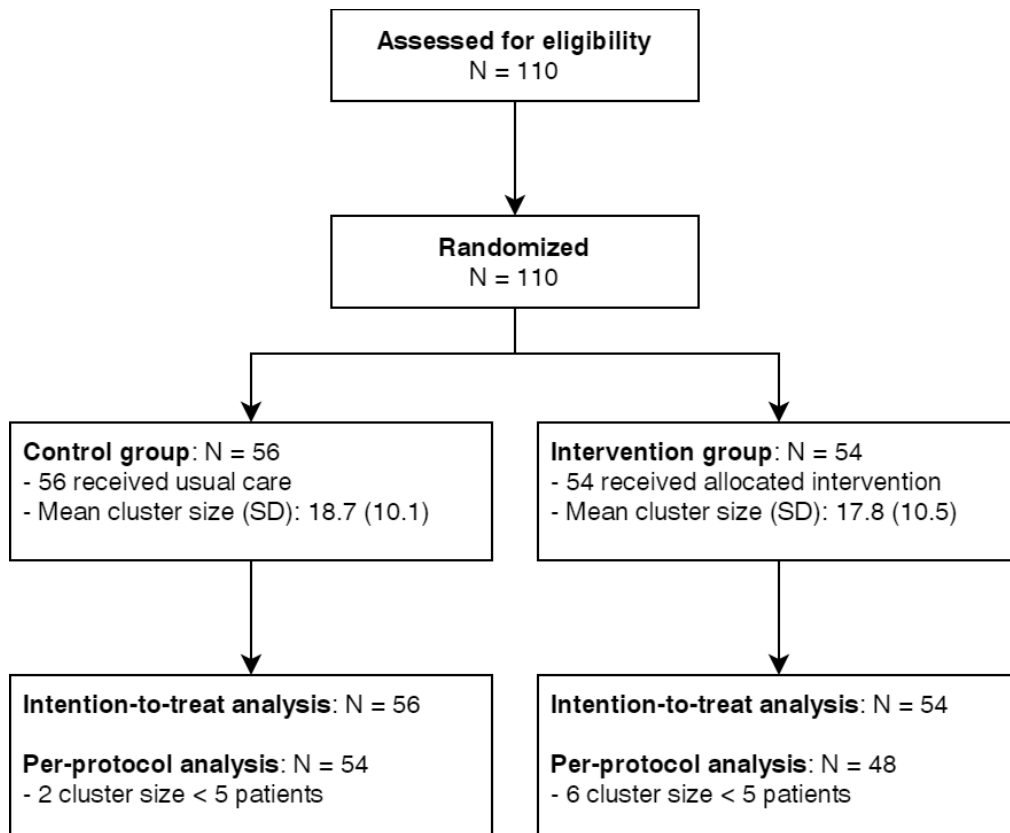 Assessed for eligibility
N = 110
Randomized
N = 110
Control group: N = 56
- 56 received usual care
- Mean cluster size (SD): 18.7 (10.1)
Intervention group: N = 54
- 54 received allocated intervention
- Mean cluster size (SD): 17.8 (10.5)
Intention-to-treat analysis: N = 56
Per-protocol analysis: N = 54
- 2 cluster size < 5 patients
Intention-to-treat analysis: N = 54
Per-protocol analysis: N = 48
- 6 cluster size < 5 patients